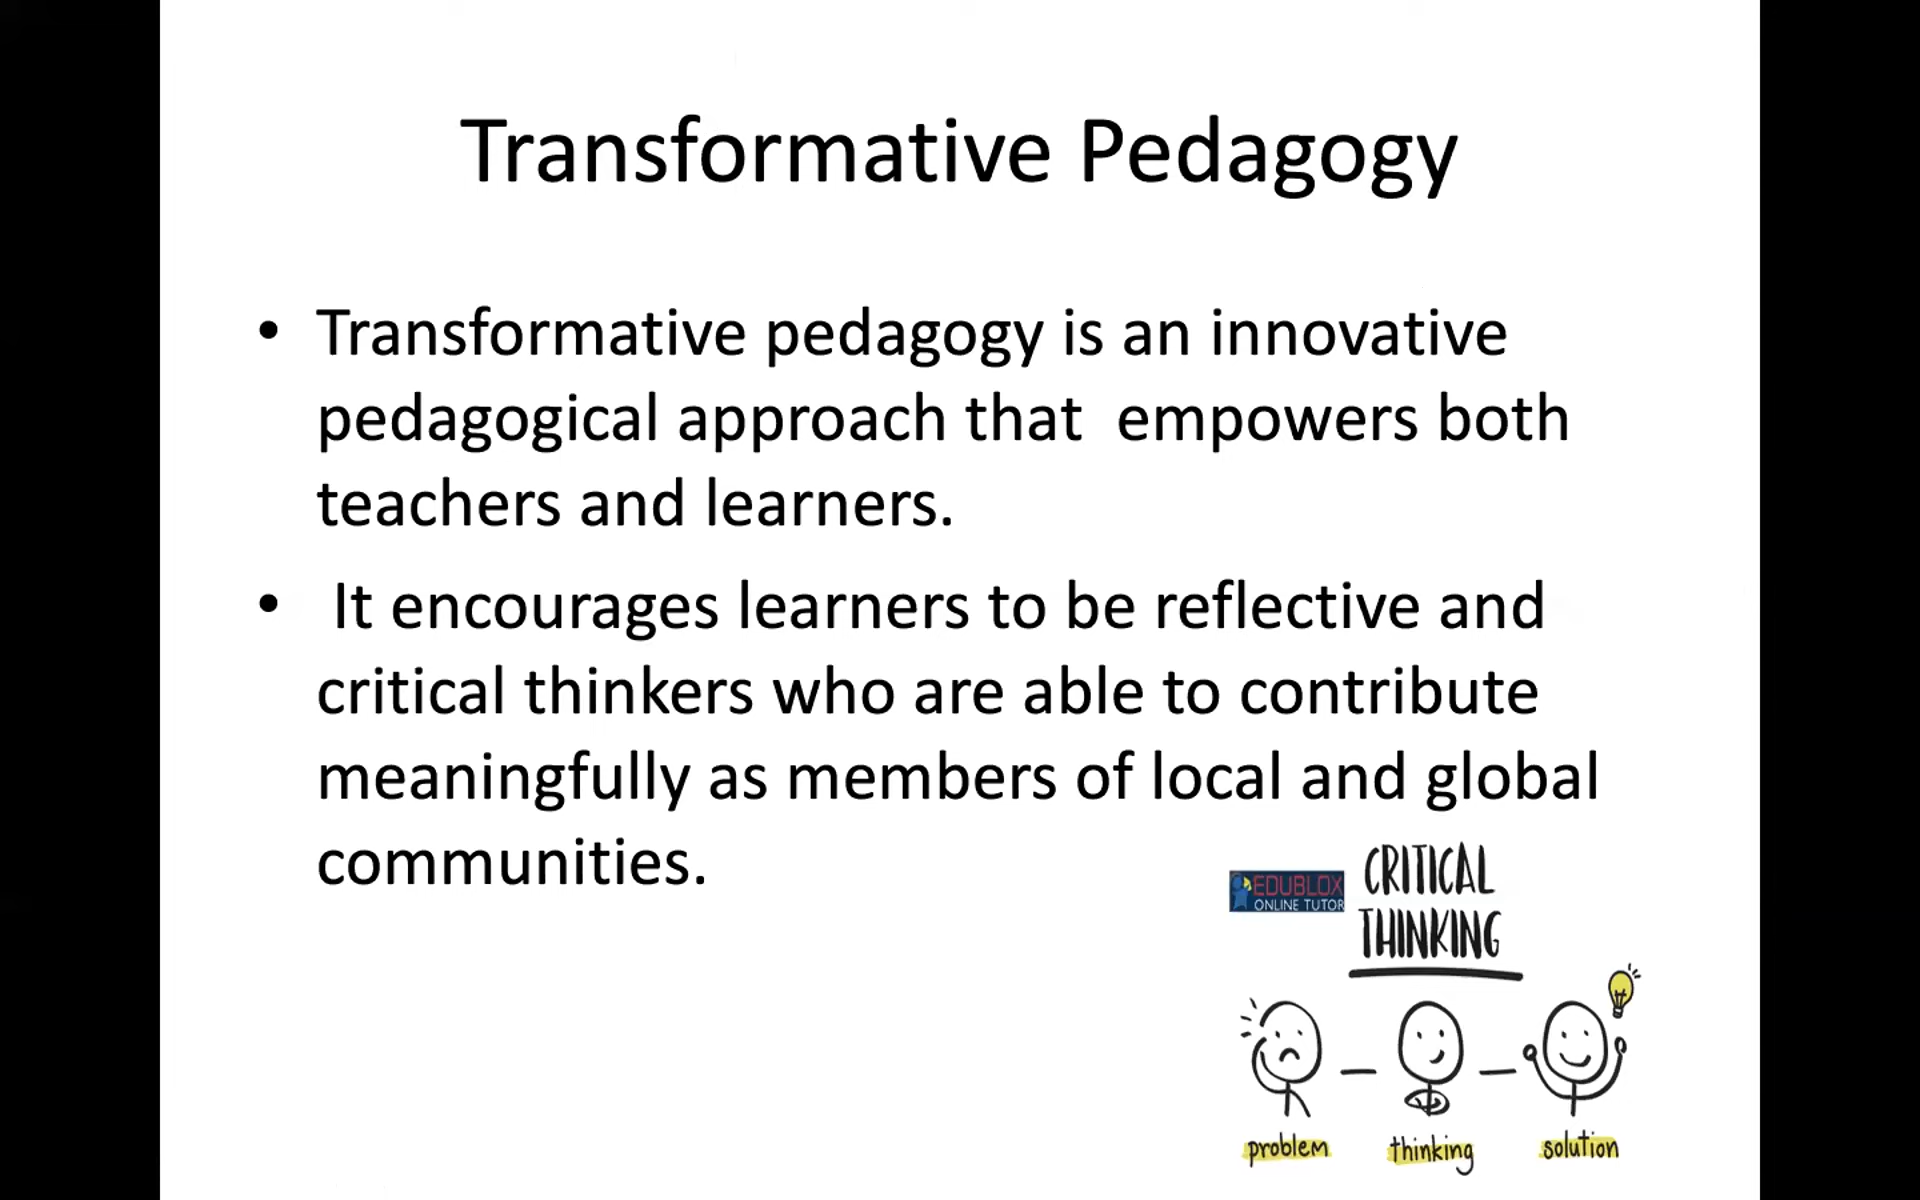 Transformative Pedagogy
• Transformative pedagogy is an innovative
pedagogical approach that  empowers both
teachers and learners.
•  It encourages learners to be reflective and
critical thinkers who are able to contribute
meaningfully as members of local and global
communities.
EDUBLOX
ONLINE TUTOR
CRITICAL
THINKING
problem
thinking
solution